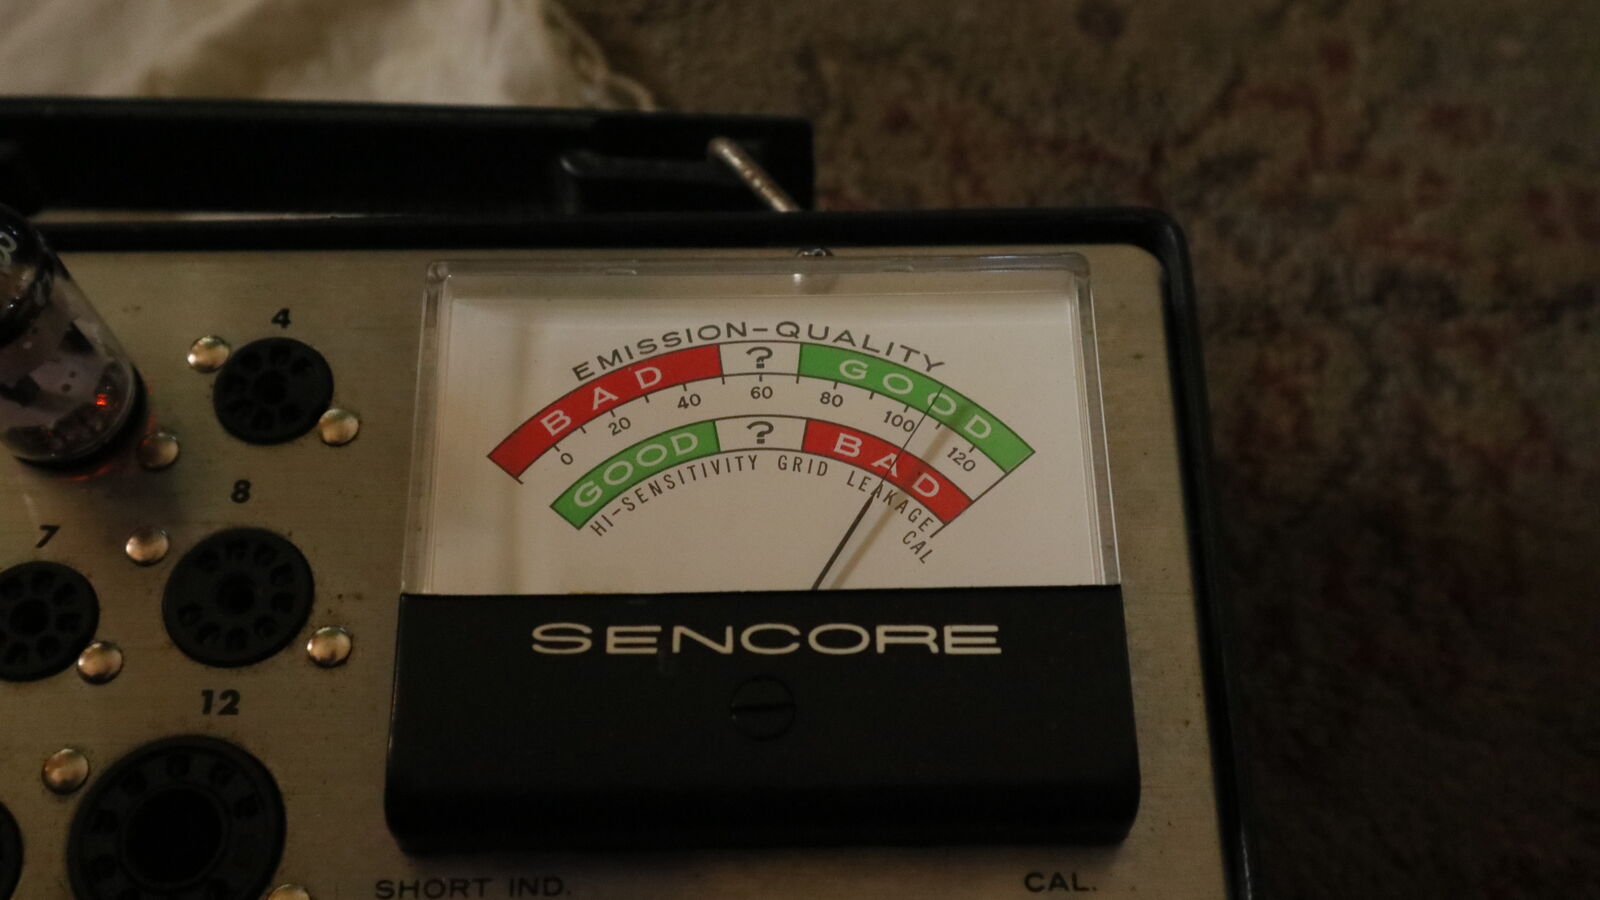 EMISSION-QUALITY
BAD ? GOOD
0 20 40 60 80 100 120
GOOD ? BAD
HI-SENSITIVITY GRID LEAKAGE
CAL
SENCORE
4
8
7
12
SHORT IND.
CAL.